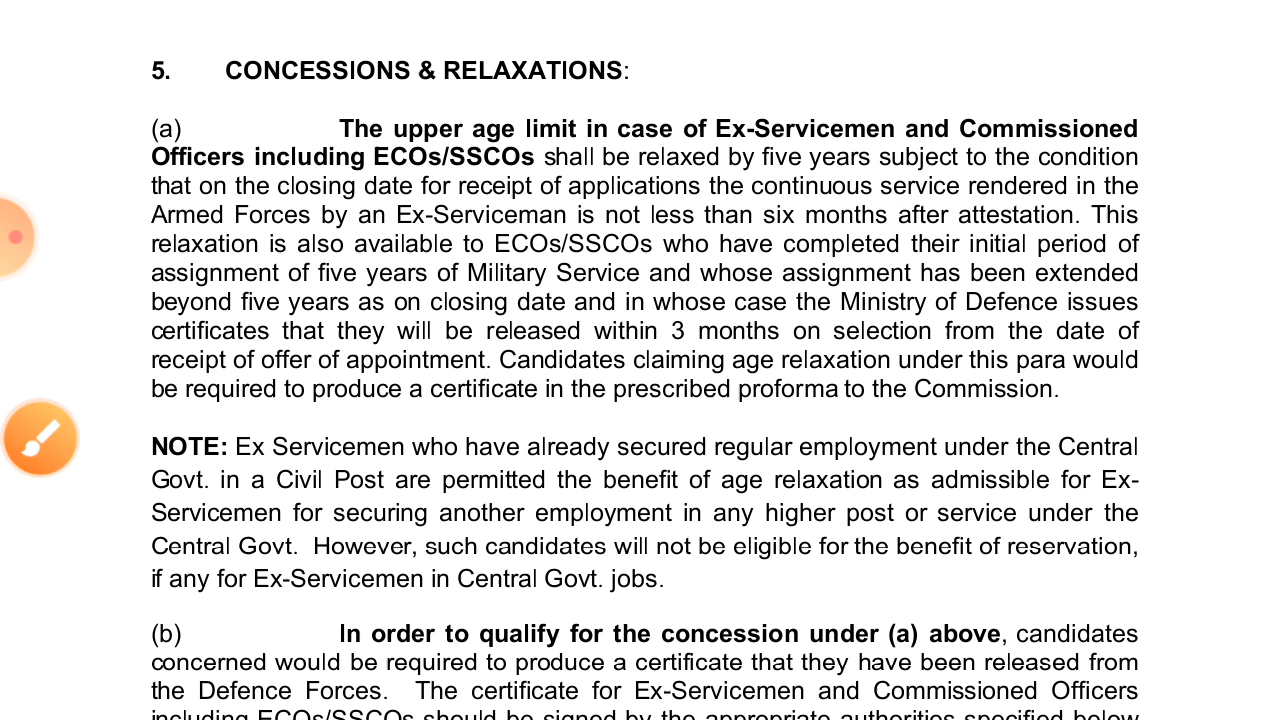 5. CONCESSIONS & RELAXATIONS:
(a) The upper age limit in case of Ex-Servicemen and Commissioned
Officers including ECOs/SSCOs shall be relaxed by five years subject to the condition
that on the closing date for receipt of applications the continuous service rendered in the
Armed Forces by an Ex-Serviceman is not less than six months after attestation. This
relaxation is also available to ECOs/SSCOs who have completed their initial period of
assignment of five years of Military Service and whose assignment has been extended
beyond five years as on closing date and in whose case the Ministry of Defence issues
certificates that they will be released within 3 months on selection from the date of
receipt of offer of appointment. Candidates claiming age relaxation under this para would
be required to produce a certificate in the prescribed proforma to the Commission.
NOTE: Ex Servicemen who have already secured regular employment under the Central
Govt. in a Civil Post are permitted the benefit of age relaxation as admissible for Ex-
Servicemen for securing another employment in any higher post or service under the
Central Govt. However, such candidates will not be eligible for the benefit of reservation,
if any for Ex-Servicemen in Central Govt. jobs.
(b) In order to qualify for the concession under (a) above, candidates
concerned would be required to produce a certificate that they have been released from
the Defence Forces. The certificate for Ex-Servicemen and Commissioned Officers
including ECOs/SSCOs should be signed by the appropriate authorities specified below